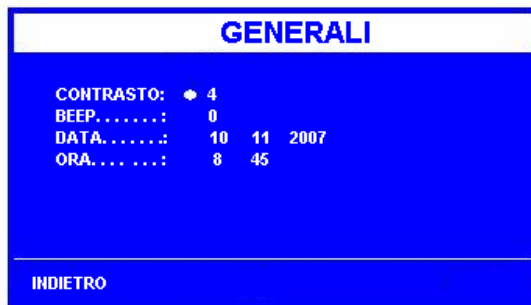 GENERALI
CONTRASTO: 4
BEEP.......: 0
DATA.......: 10 11 2007
ORA.... ...: 8 45
INDIETRO